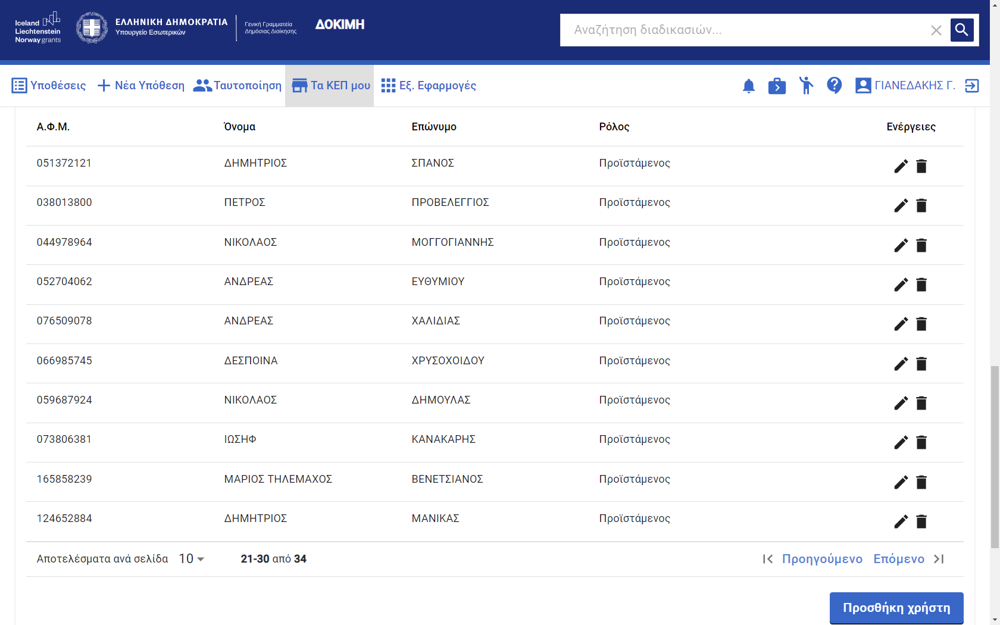 Iceland
Liechtenstein
Norway grants
ΕΛΛΗΝΙΚΗ ΔΗΜΟΚΡΑΤΙΑ
Υπουργείο Εσωτερικών
Γενική Γραμματεία
Δημόσιας Διοίκησης
ΔΟΚΙΜΗ
Αναζήτηση διαδικασιών...
Υποθέσεις Νέα Υπόθεση Ταυτοποίηση Τα ΚΕΠ μου Εξ. Εφαρμογές ΓΙΑΝΕΔΑΚΗΣ Γ.
Α.Φ.Μ. Όνομα Επώνυμο Ρόλος Ενέργειες
051372121 ΔΗΜΗΤΡΙΟΣ ΣΠΑΝΟΣ Προϊστάμενος
038013800 ΠΕΤΡΟΣ ΠΡΟΒΕΛΕΓΓΙΟΣ Προϊστάμενος
044978964 ΝΙΚΟΛΑΟΣ ΜΟΓΓΟΓΙΑΝΝΗΣ Προϊστάμενος
052704062 ΑΝΔΡΕΑΣ ΕΥΘΥΜΙΟΥ Προϊστάμενος
076509078 ΑΝΔΡΕΑΣ ΧΑΛΙΔΙΑΣ Προϊστάμενος
066985745 ΔΕΣΠΟΙΝΑ ΧΡΥΣΟΧΟΙΔΟΥ Προϊστάμενος
059687924 ΝΙΚΟΛΑΟΣ ΔΗΜΟΥΛΑΣ Προϊστάμενος
073806381 ΙΩΣΗΦ ΚΑΝΑΚΑΡΗΣ Προϊστάμενος
165858239 ΜΑΡΙΟΣ ΤΗΛΕΜΑΧΟΣ ΒΕΝΕΤΣΙΑΝΟΣ Προϊστάμενος
124652884 ΔΗΜΗΤΡΙΟΣ ΜΑΝΙΚΑΣ Προϊστάμενος
Αποτελέσματα ανά σελίδα 10 21-30 από 34 Προηγούμενο Επόμενο
Προσθήκη χρήστη